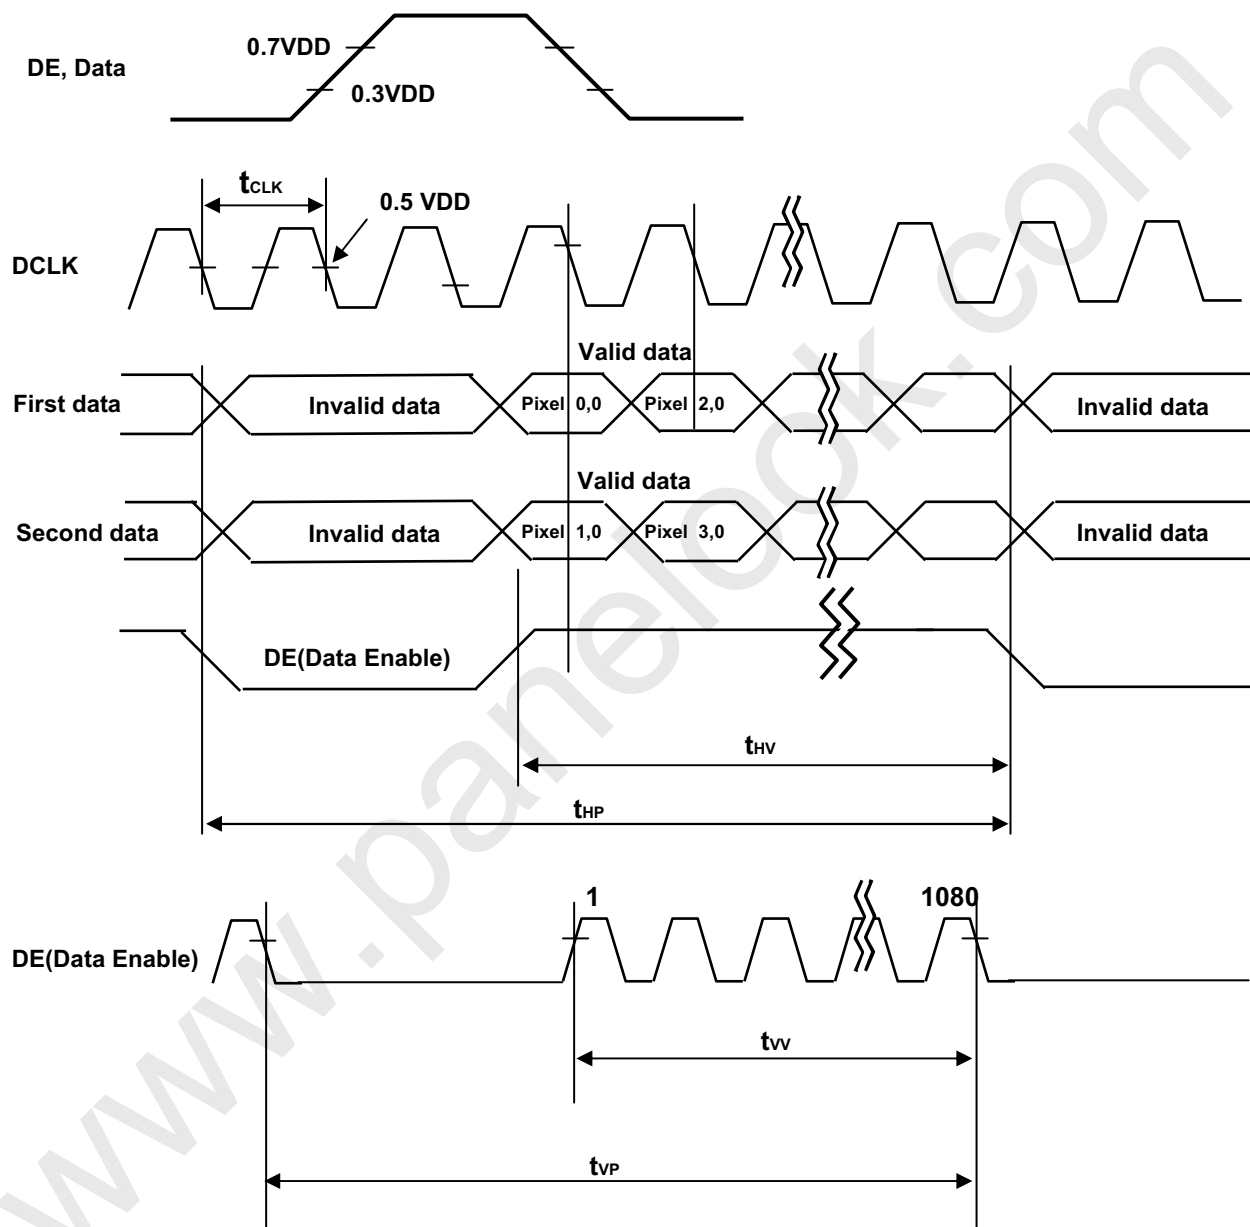 0.7VDD
DE, Data
0.3VDD
tCLK
0.5 VDD
DCLK
Valid data
First data
Invalid data
Pixel 0,0
Pixel 2,0
Invalid data
Valid data
Second data
Invalid data
Pixel 1,0
Pixel 3,0
Invalid data
DE(Data Enable)
tHV
tHP
1
1080
DE(Data Enable)
tVV
tVP
www.panelook.com